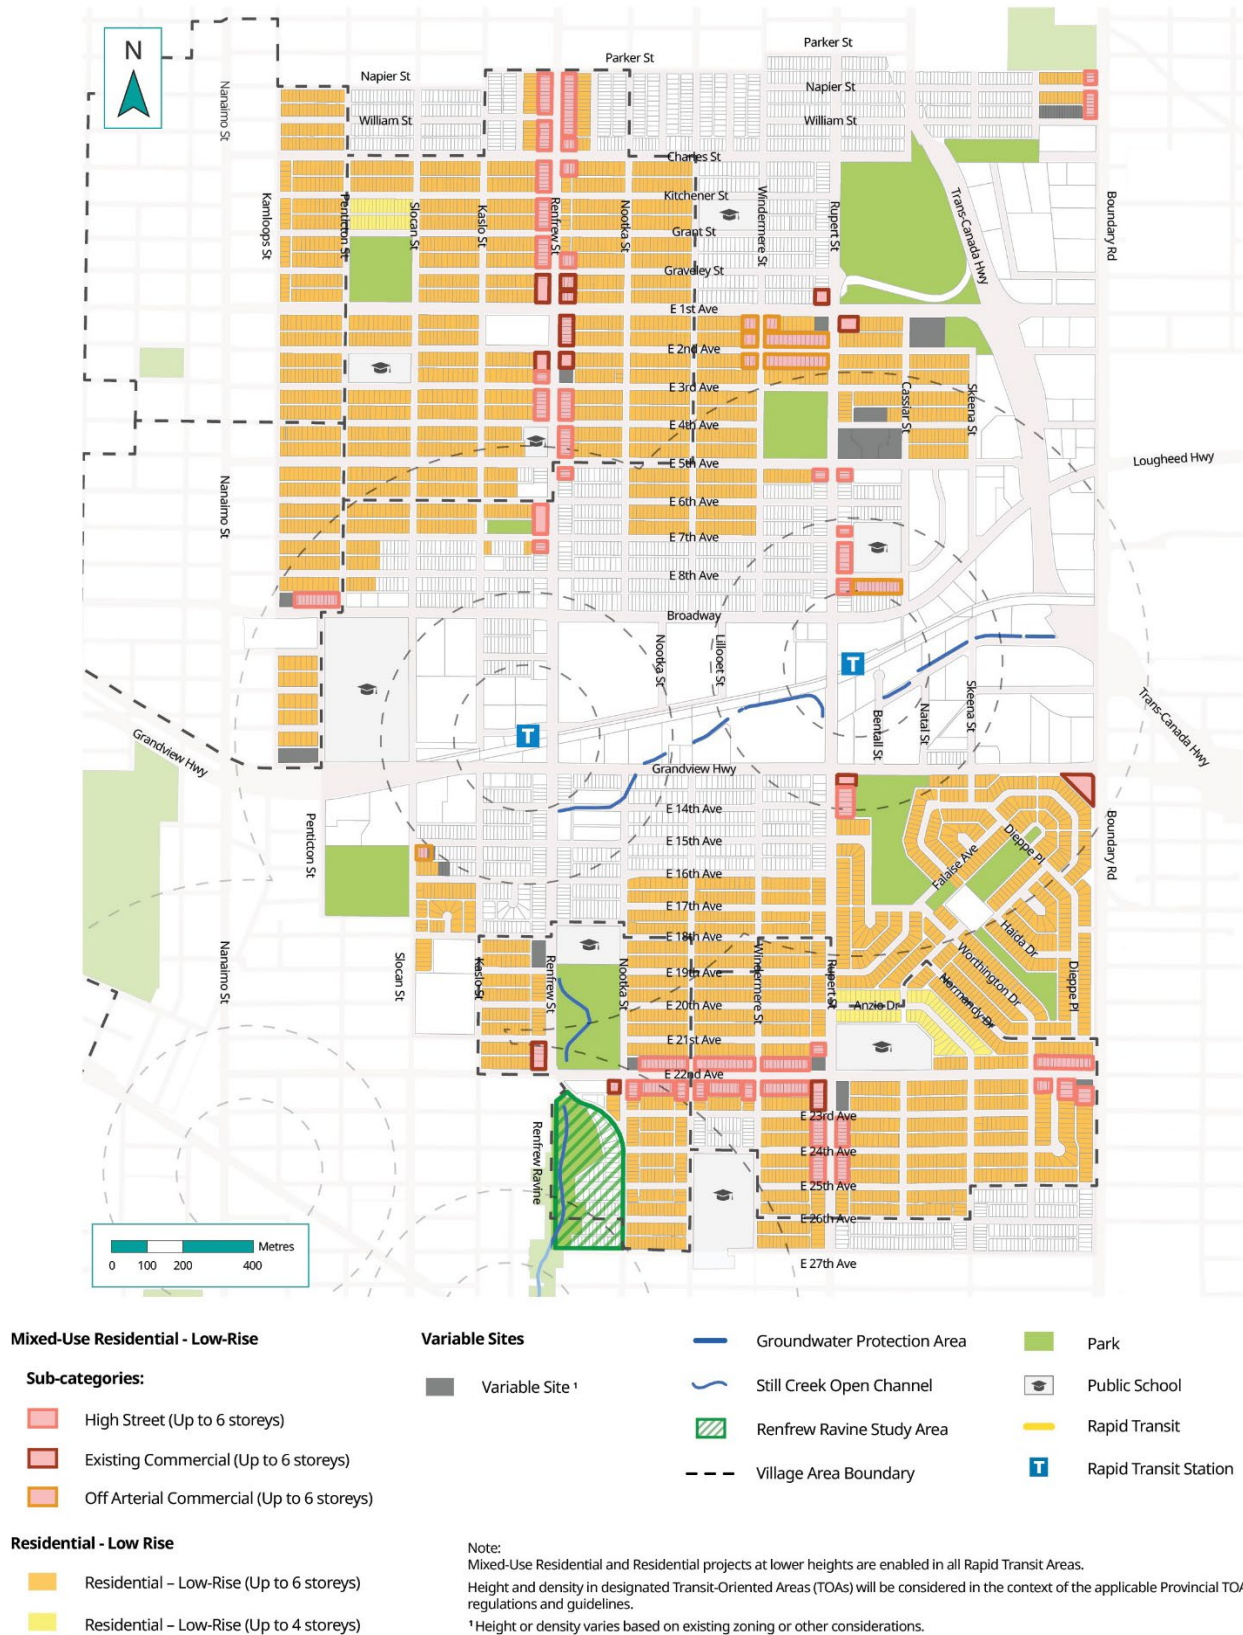 N
Parker St
Parker St
Napier St
Napier St
William St
William St
Charles St
Kitchener St
Grant St
Graveley St
E 1st Ave
E 2nd Ave
E 3rd Ave
E 4th Ave
E 5th Ave
E 6th Ave
E 7th Ave
E 8th Ave
Broadway
Nanaimo St
Kamloops St
Penticton St
Slocan St
Kaslo St
Renfrew St
Nootka St
Windermere St
Rupert St
Trans-Canada Hwy
Boundary Rd
Cassiar St
Skeena St
Lougheed Hwy
Nanaimo St
Nootka St
Lillooet St
T
T
Bentall St
Natal St
Skeena St
Trans-Canada Hwy
Grandview Hwy
Grandview Hwy
E 14th Ave
E 15th Ave
E 16th Ave
E 17th Ave
E 18th Ave
E 19th Ave
E 20th Ave
E 21st Ave
E 22nd Ave
E 23rd Ave
E 24th Ave
E 25th Ave
E 26th Ave
E 27th Ave
Penticton St
Nanaimo St
Slocan St
Kaslo St
Renfrew St
Nootka St
Windermere St
Rupert St
Falaise Ave
Dieppe Pl
Boundary Rd
Haida Dr
Worthington Dr
Normandy Dr
Dieppe Pl
Anzio Dr
Renfrew Ravine
Metres
0 100 200 400
Mixed-Use Residential - Low-Rise
Sub-categories:
High Street (Up to 6 storeys)
Existing Commercial (Up to 6 storeys)
Off Arterial Commercial (Up to 6 storeys)
Residential - Low Rise
Residential – Low-Rise (Up to 6 storeys)
Residential – Low-Rise (Up to 4 storeys)
Variable Sites
Variable Site ¹
Groundwater Protection Area
Still Creek Open Channel
Renfrew Ravine Study Area
Village Area Boundary
Park
Public School
Rapid Transit
T
Rapid Transit Station
Note:
Mixed-Use Residential and Residential projects at lower heights are enabled in all Rapid Transit Areas.
Height and density in designated Transit-Oriented Areas (TOAs) will be considered in the context of the applicable Provincial TOA
regulations and guidelines.
¹ Height or density varies based on existing zoning or other considerations.